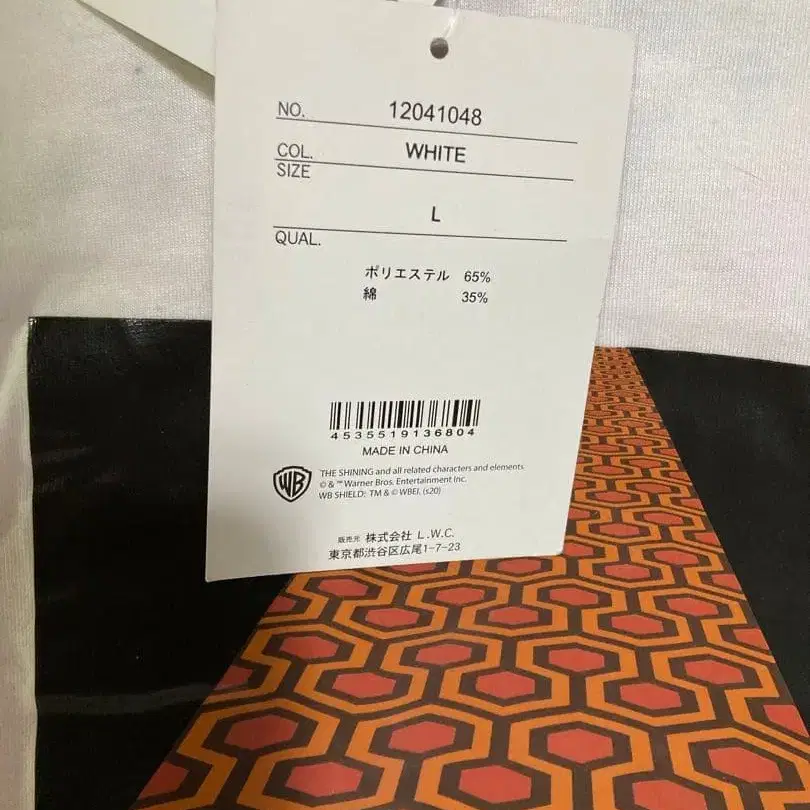 NO. 12041048
COL. WHITE
SIZE
L
QUAL.
ポリエステル 65%
綿 35%
4535519136804
MADE IN CHINA
WB
THE SHINING and all related characters and elements
© & ™ Warner Bros. Entertainment Inc.
WB SHIELD: TM & © WBEI. (s20)
販売元 株式会社 L.W.C.
東京都渋谷区広尾1-7-23